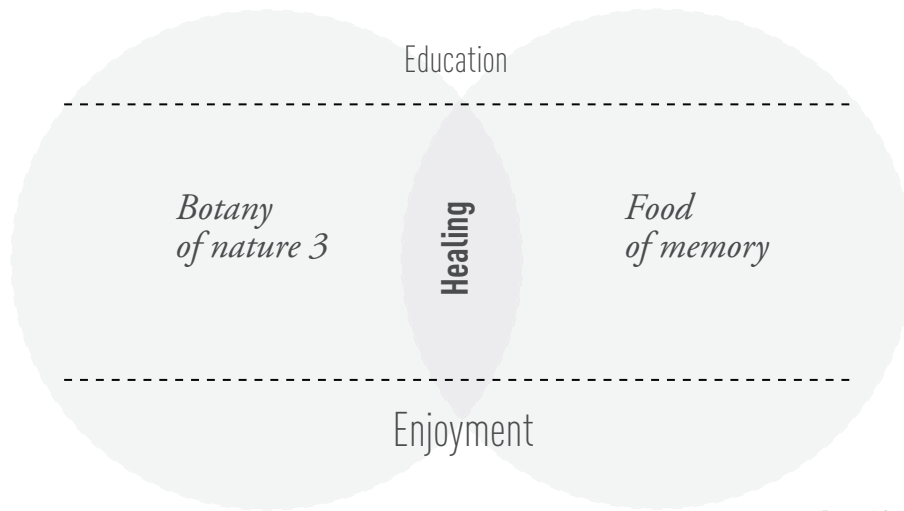 Education
Botany
of nature 3
Healing
Food
of memory
Enjoyment